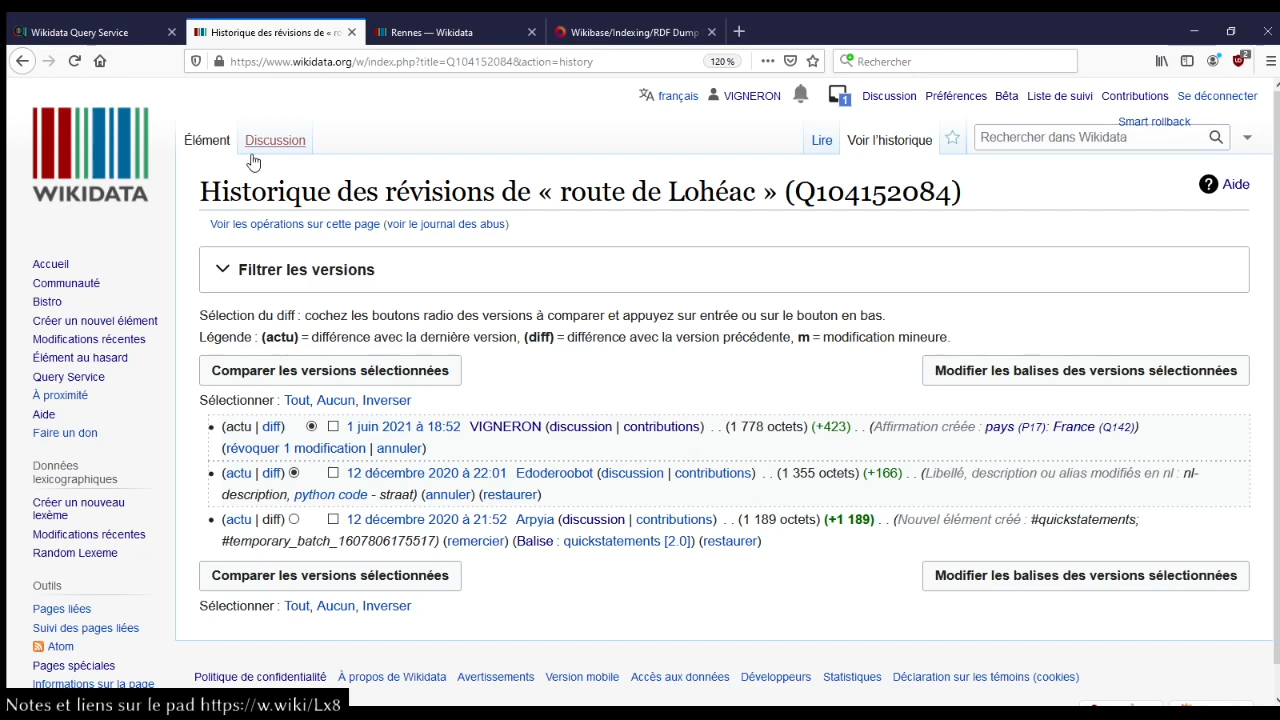 Wikidata Query Service
Historique des révisions de « ro
Rennes — Wikidata
Wikibase/Indexing/RDF Dump
https://www.wikidata.org/w/index.php?title=Q104152084&action=history
120 %
Rechercher
2
français VIGNERON 1 Discussion Préférences Bêta Liste de suivi Contributions Se déconnecter
Smart rollback
Élément Discussion Lire Voir l’historique Rechercher dans Wikidata
WIKIDATA
Historique des révisions de « route de Lohéac » (Q104152084)
? Aide
Voir les opérations sur cette page (voir le journal des abus)
Filtrer les versions
Sélection du diff : cochez les boutons radio des versions à comparer et appuyez sur entrée ou sur le bouton en bas.
Légende : (actu) = différence avec la dernière version, (diff) = différence avec la version précédente, m = modification mineure.
Comparer les versions sélectionnées
Modifier les balises des versions sélectionnées
Sélectionner : Tout, Aucun, Inverser
(actu | diff) 1 juin 2021 à 18:52 VIGNERON (discussion | contributions) . . (1 778 octets) (+423) . . (Affirmation créée : pays (P17): France (Q142))
(révoquer 1 modification | annuler)
(actu | diff) 12 décembre 2020 à 22:01 Edoderoobot (discussion | contributions) . . (1 355 octets) (+166) . . (Libellé, description ou alias modifiés en nl : nl-
description, python code - straat) (annuler) (restaurer)
(actu | diff) 12 décembre 2020 à 21:52 Arpyia (discussion | contributions) . . (1 189 octets) (+1 189) . . (Nouvel élément créé : #quickstatements;
#temporary_batch_1607806175517) (remercier) (Balise : quickstatements [2.0]) (restaurer)
Comparer les versions sélectionnées
Modifier les balises des versions sélectionnées
Sélectionner : Tout, Aucun, Inverser
Accueil
Communauté
Bistro
Créer un nouvel élément
Modifications récentes
Élément au hasard
Query Service
À proximité
Aide
Faire un don
Données
lexicographiques
Créer un nouveau
lexème
Modifications récentes
Random Lexeme
Outils
Pages liées
Suivi des pages liées
Atom
Pages spéciales
Informations sur la page
Politique de confidentialité À propos de Wikidata Avertissements Version mobile Accès aux données Développeurs Statistiques Déclaration sur les témoins (cookies)
Notes et liens sur le pad https://w.wiki/Lx8